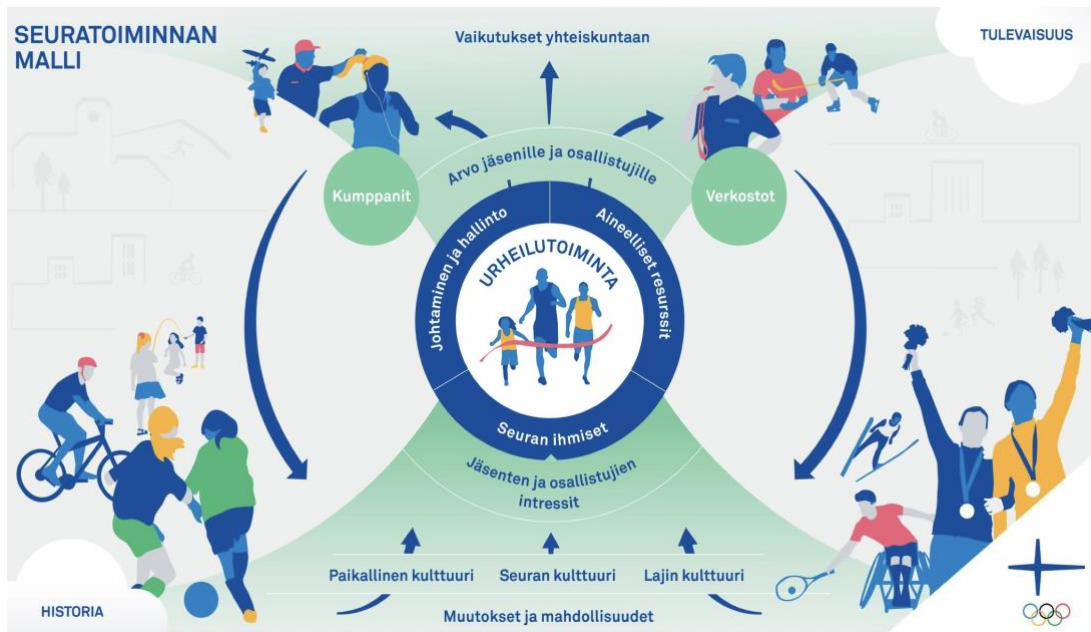 SEURATOIMINNAN
MALLI
Vaikutukset yhteiskuntaan
TULEVAISUUS
Arvo jäsenille ja osallistujille
Kumppanit
Verkostot
Johtaminen ja hallinto
Aineelliset resurssit
URHEILUTOIMINTA
Seuran ihmiset
Jäsenten ja osallistujien
intressit
Paikallinen kulttuuri
Seuran kulttuuri
Lajin kulttuuri
HISTORIA
Muutokset ja mahdollisuudet